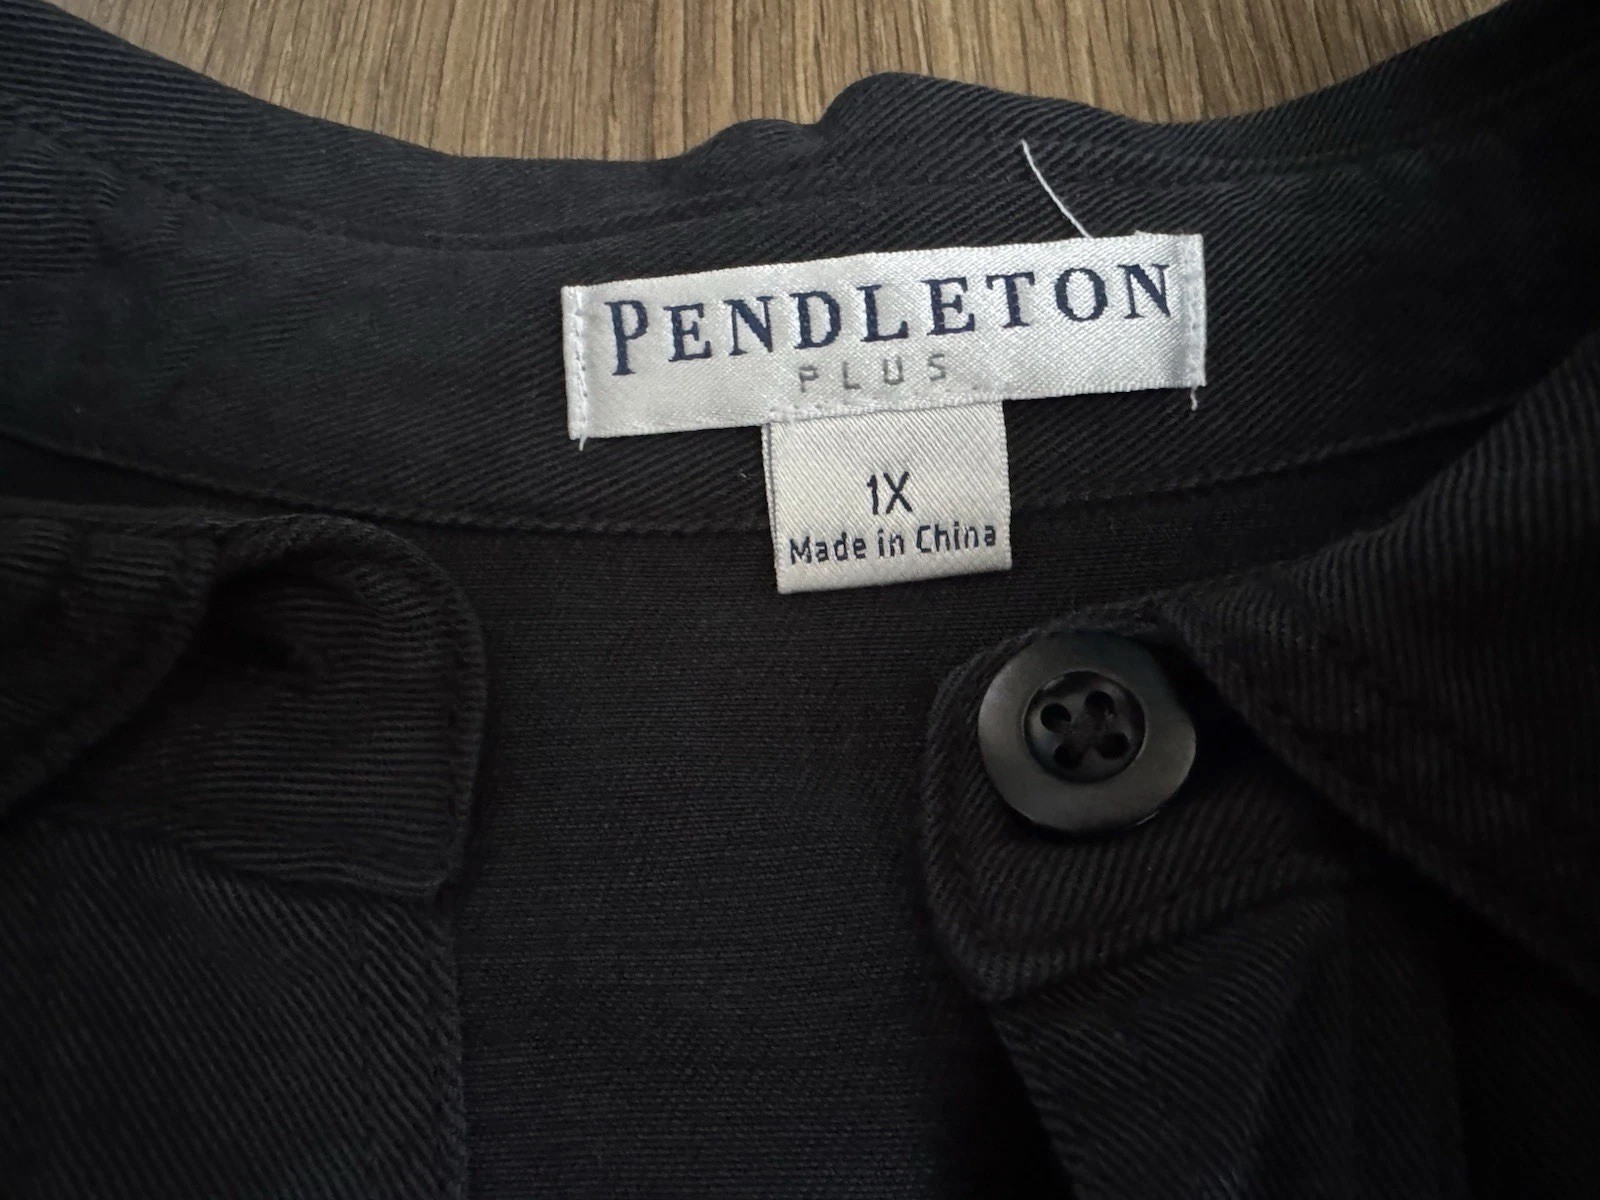 PENDLETON
PLUS
1X
Made in China